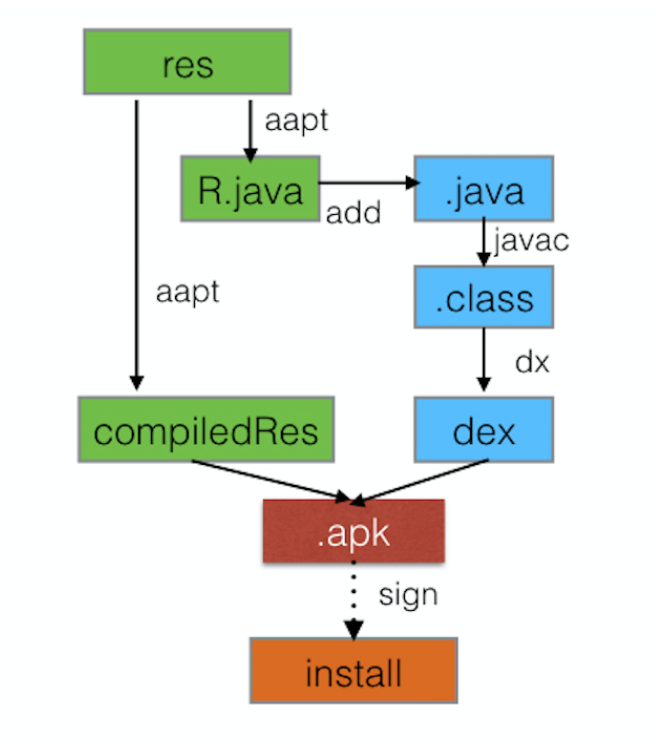 res
aapt
R.java
.java
add
javac
aapt
.class
dx
compiledRes
dex
.apk
sign
install